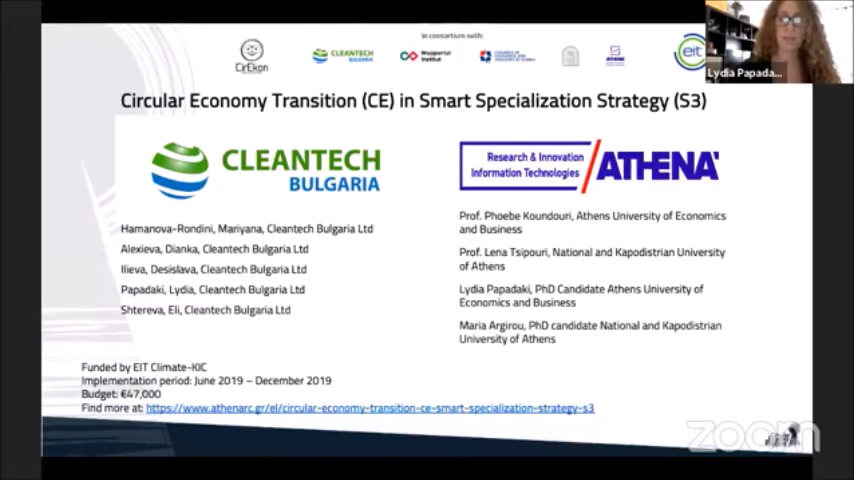 In consortium with:
CirEkon
CLEANTECH
BULGARIA
Wuppertal
Institut
ATHENA
eit
Lydia Papada...
Circular Economy Transition (CE) in Smart Specialization Strategy (S3)
CLEANTECH
BULGARIA
Research & Innovation
Information Technologies
ATHENA
Hamanova-Rondini, Mariyana, Cleantech Bulgaria Ltd
Alexieva, Dianka, Cleantech Bulgaria Ltd
Ilieva, Desislava, Cleantech Bulgaria Ltd
Papadaki, Lydia, Cleantech Bulgaria Ltd
Shtereva, Eli, Cleantech Bulgaria Ltd
Prof. Phoebe Koundouri, Athens University of Economics
and Business
Prof. Lena Tsipouri, National and Kapodistrian University
of Athens
Lydia Papadaki, PhD Candidate Athens University of
Economics and Business
Maria Argirou, PhD candidate National and Kapodistrian
University of Athens
Funded by EIT Climate-KIC
Implementation period: June 2019 – December 2019
Budget: €47,000
Find more at: https://www.athenarc.gr/el/circular-economy-transition-ce-smart-specialization-strategy-s3
zoom